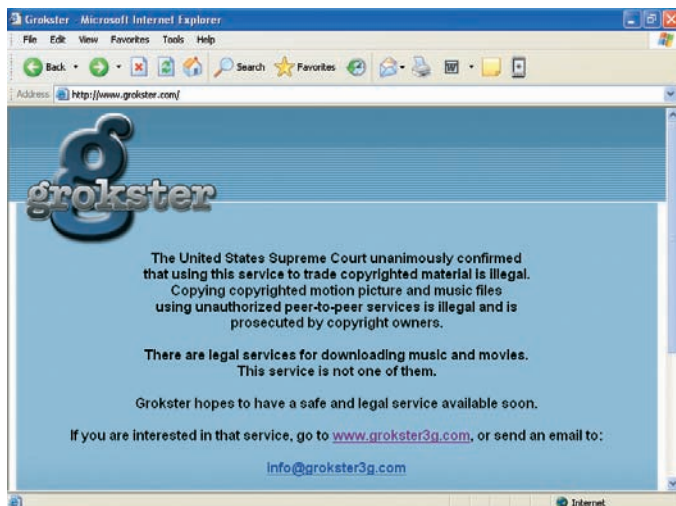 Grokster - Microsoft Internet Explorer
File Edit View Favorites Tools Help
Back Search Favorites
Address http://www.grokster.com/
g
grokster
The United States Supreme Court unanimously confirmed
that using this service to trade copyrighted material is illegal.
Copying copyrighted motion picture and music files
using unauthorized peer-to-peer services is illegal and is
prosecuted by copyright owners.
There are legal services for downloading music and movies.
This service is not one of them.
Grokster hopes to have a safe and legal service available soon.
If you are interested in that service, go to www.grokster3g.com, or send an email to:
info@grokster3g.com
Internet